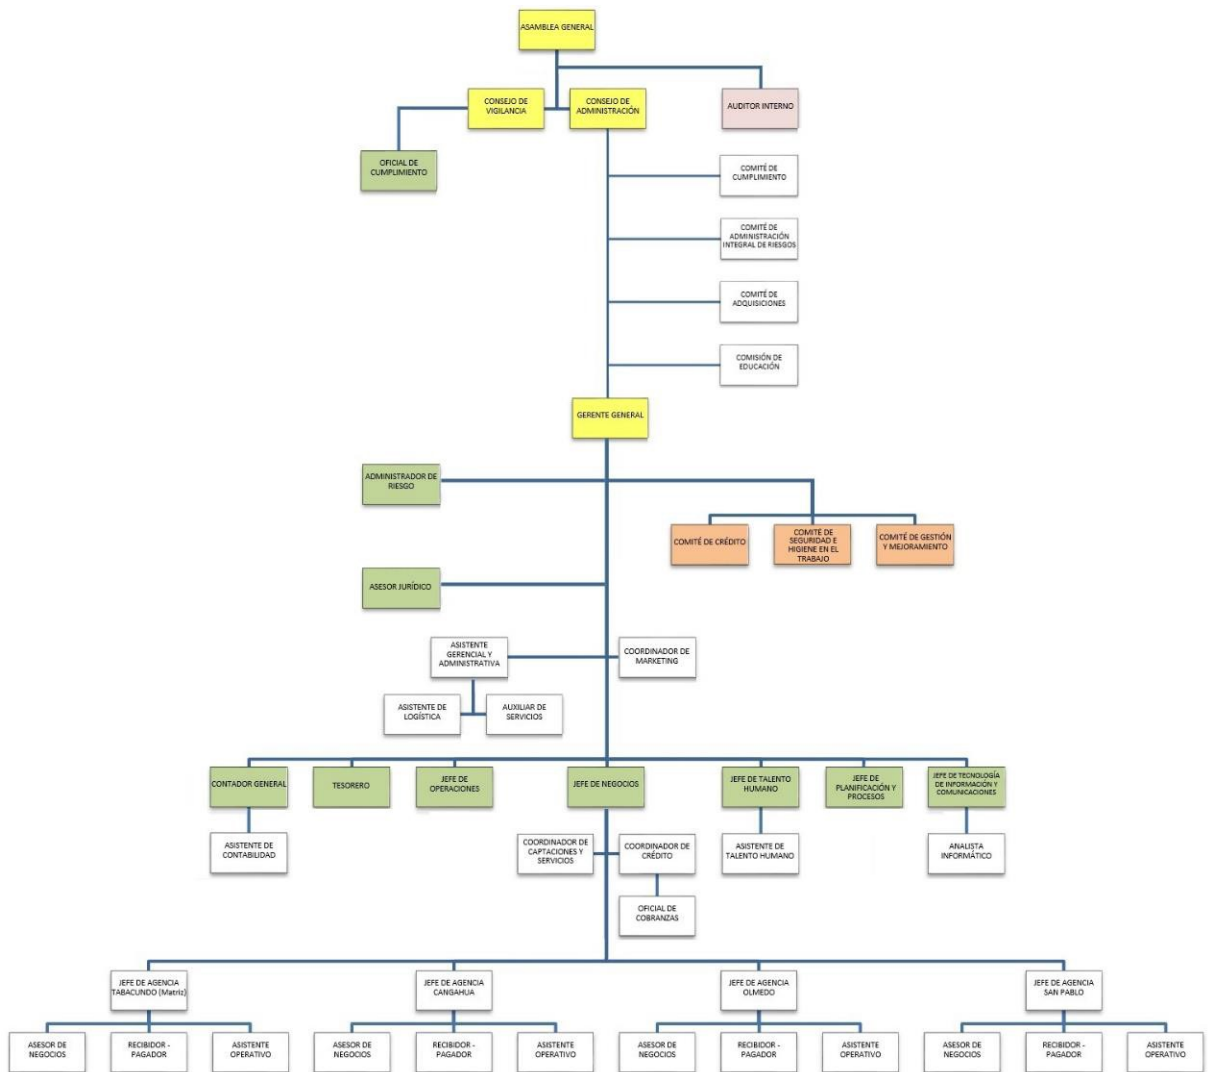 ASAMBLEA GENERAL
CONSEJO DE
VIGILANCIA
CONSEJO DE
ADMINISTRACIÓN
AUDITOR INTERNO
OFICIAL DE
CUMPLIMIENTO
COMITÉ DE
CUMPLIMIENTO
COMITÉ DE
ADMINISTRACIÓN
INTEGRAL DE RIESGOS
COMITÉ DE
ADQUISICIONES
COMISIÓN DE
EDUCACIÓN
GERENTE GENERAL
ADMINISTRADOR DE
RIESGO
COMITÉ DE CRÉDITO
COMITÉ DE
SEGURIDAD E
HIGIENE EN EL
TRABAJO
COMITÉ DE GESTIÓN
Y MEJORAMIENTO
ASESOR JURÍDICO
ASISTENTE
GERENCIAL Y
ADMINISTRATIVA
COORDINADOR DE
MARKETING
ASISTENTE DE
LOGÍSTICA
AUXILIAR DE
SERVICIOS
CONTADOR GENERAL
TESORERO
JEFE DE
OPERACIONES
JEFE DE NEGOCIOS
JEFE DE TALENTO
HUMANO
JEFE DE
PLANIFICACIÓN Y
PROCESOS
JEFE DE TECNOLOGÍA
DE INFORMACIÓN Y
COMUNICACIONES
ASISTENTE DE
CONTABILIDAD
COORDINADOR DE
CAPTACIONES Y
SERVICIOS
COORDINADOR DE
CRÉDITO
ASISTENTE DE
TALENTO HUMANO
ANALISTA
INFORMÁTICO
OFICIAL DE
COBRANZAS
JEFE DE AGENCIA
TABACUNDO (Matriz)
JEFE DE AGENCIA
CANGAHUA
JEFE DE AGENCIA
OLMEDO
JEFE DE AGENCIA
SAN PABLO
ASESOR DE
NEGOCIOS
RECIBIDOR -
PAGADOR
ASISTENTE
OPERATIVO
ASESOR DE
NEGOCIOS
RECIBIDOR -
PAGADOR
ASISTENTE
OPERATIVO
ASESOR DE
NEGOCIOS
RECIBIDOR -
PAGADOR
ASISTENTE
OPERATIVO
ASESOR DE
NEGOCIOS
RECIBIDOR -
PAGADOR
ASISTENTE
OPERATIVO